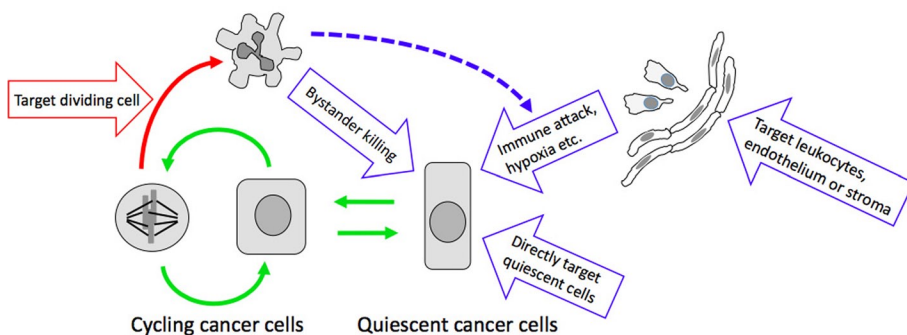 Target dividing cell
Bystander killing
Immune attack,
hypoxia etc.
Target leukocytes,
endothelium or stroma
Directly target
quiescent cells
Cycling cancer cells
Quiescent cancer cells